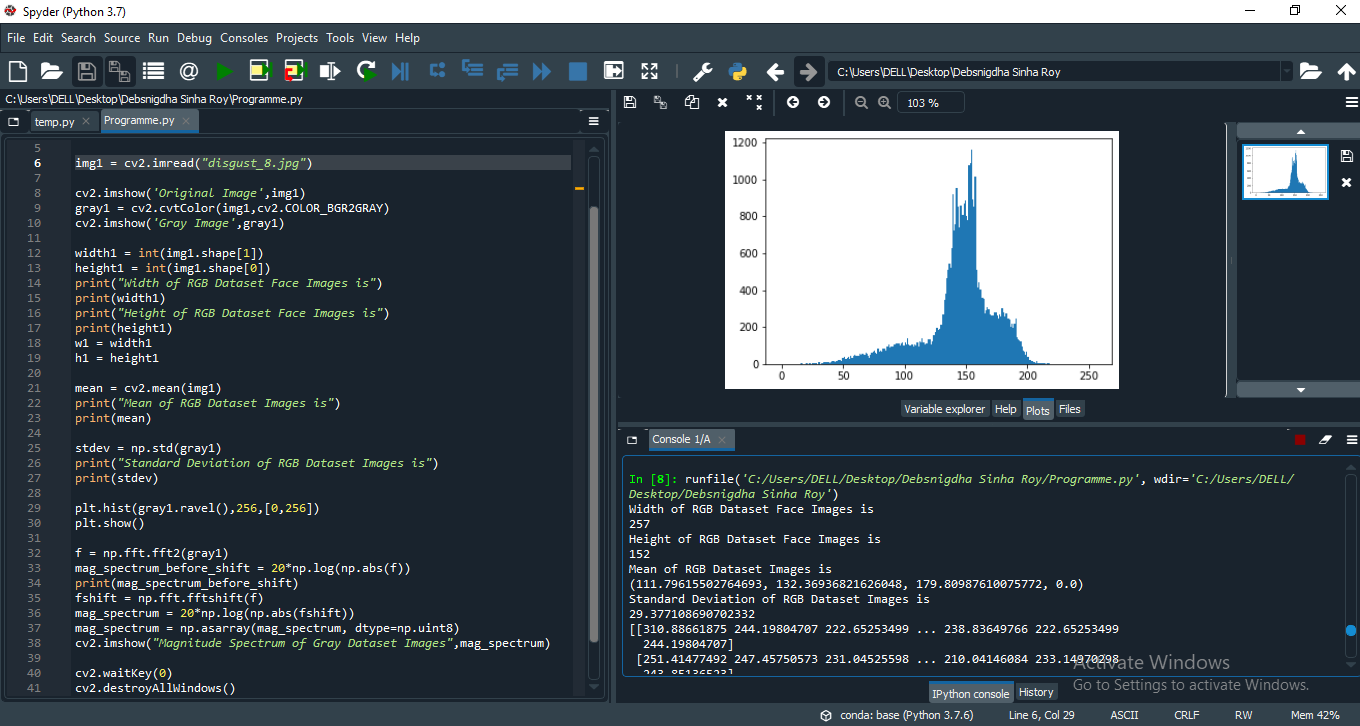 Spyder (Python 3.7)
File Edit Search Source Run Debug Consoles Projects Tools View Help
C:\Users\DELL\Desktop\Debsnigdha Sinha Roy
C:\Users\DELL\Desktop\Debsnigdha Sinha Roy\Programme.py
temp.py Programme.py
5
6 img1 = cv2.imread("disgust_8.jpg")
7
8 cv2.imshow('Original Image',img1)
9 gray1 = cv2.cvtColor(img1,cv2.COLOR_BGR2GRAY)
10 cv2.imshow('Gray Image',gray1)
11
12 width1 = int(img1.shape[1])
13 height1 = int(img1.shape[0])
14 print("Width of RGB Dataset Face Images is")
15 print(width1)
16 print("Height of RGB Dataset Face Images is")
17 print(height1)
18 w1 = width1
19 h1 = height1
20
21 mean = cv2.mean(img1)
22 print("Mean of RGB Dataset Images is")
23 print(mean)
24
25 stdev = np.std(gray1)
26 print("Standard Deviation of RGB Dataset Images is")
27 print(stdev)
28
29 plt.hist(gray1.ravel(),256,[0,256])
30 plt.show()
31
32 f = np.fft.fft2(gray1)
33 mag_spectrum_before_shift = 20*np.log(np.abs(f))
34 print(mag_spectrum_before_shift)
35 fshift = np.fft.fftshift(f)
36 mag_spectrum = 20*np.log(np.abs(fshift))
37 mag_spectrum = np.asarray(mag_spectrum, dtype=np.uint8)
38 cv2.imshow("Magnitude Spectrum of Gray Dataset Images",mag_spectrum)
39
40 cv2.waitKey(0)
41 cv2.destroyAllWindows()
103 %
1200
1000
800
600
400
200
0
0 50 100 150 200 250
Variable explorer Help Plots Files
Console 1/A
In [8]: runfile('C:/Users/DELL/Desktop/Debsnigdha Sinha Roy/Programme.py', wdir='C:/Users/DELL/
Desktop/Debsnigdha Sinha Roy')
Width of RGB Dataset Face Images is
257
Height of RGB Dataset Face Images is
152
Mean of RGB Dataset Images is
(111.79615502764693, 132.36936821626048, 179.80987610075772, 0.0)
Standard Deviation of RGB Dataset Images is
29.377108690702332
[[310.88661875 244.19804707 222.65253499 ... 238.83649766 222.65253499
244.19804707]
[251.41477492 247.45750573 231.04525598 ... 210.04146084 233.14970298
243.85136523]
Activate Windows
Go to Settings to activate Windows.
IPython console History
conda: base (Python 3.7.6) Line 6, Col 29 ASCII CRLF RW Mem 42%